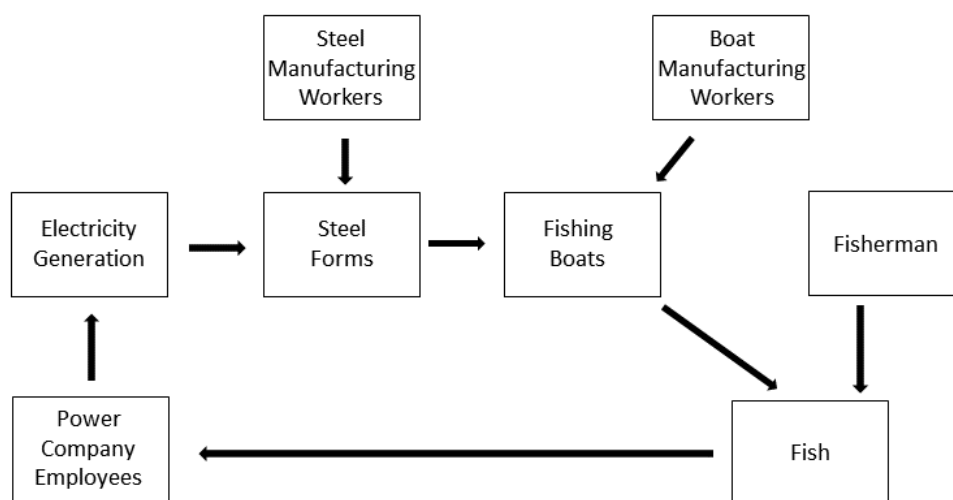 Steel
Manufacturing
Workers
Boat
Manufacturing
Workers
Electricity
Generation
Steel
Forms
Fishing
Boats
Fisherman
Power
Company
Employees
Fish